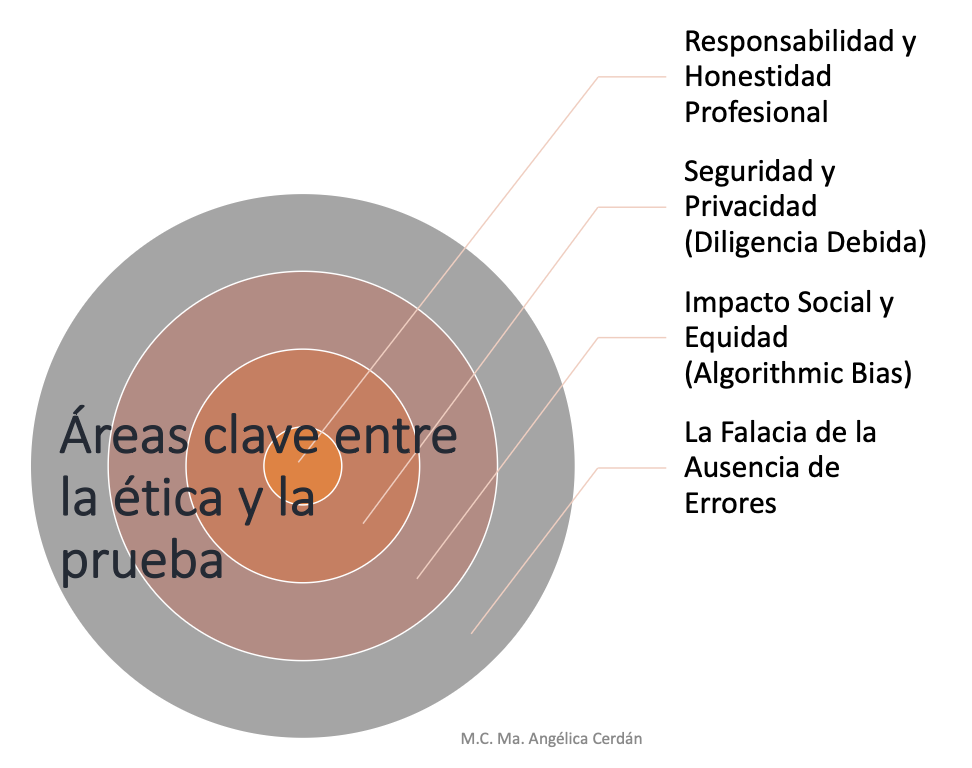 Responsabilidad y
Honestidad
Profesional
Seguridad y
Privacidad
(Diligencia Debida)
Impacto Social y
Equidad
(Algorithmic Bias)
La Falacia de la
Ausencia de
Errores
Áreas clave entre
la ética y la
prueba
M.C. Ma. Angélica Cerdán